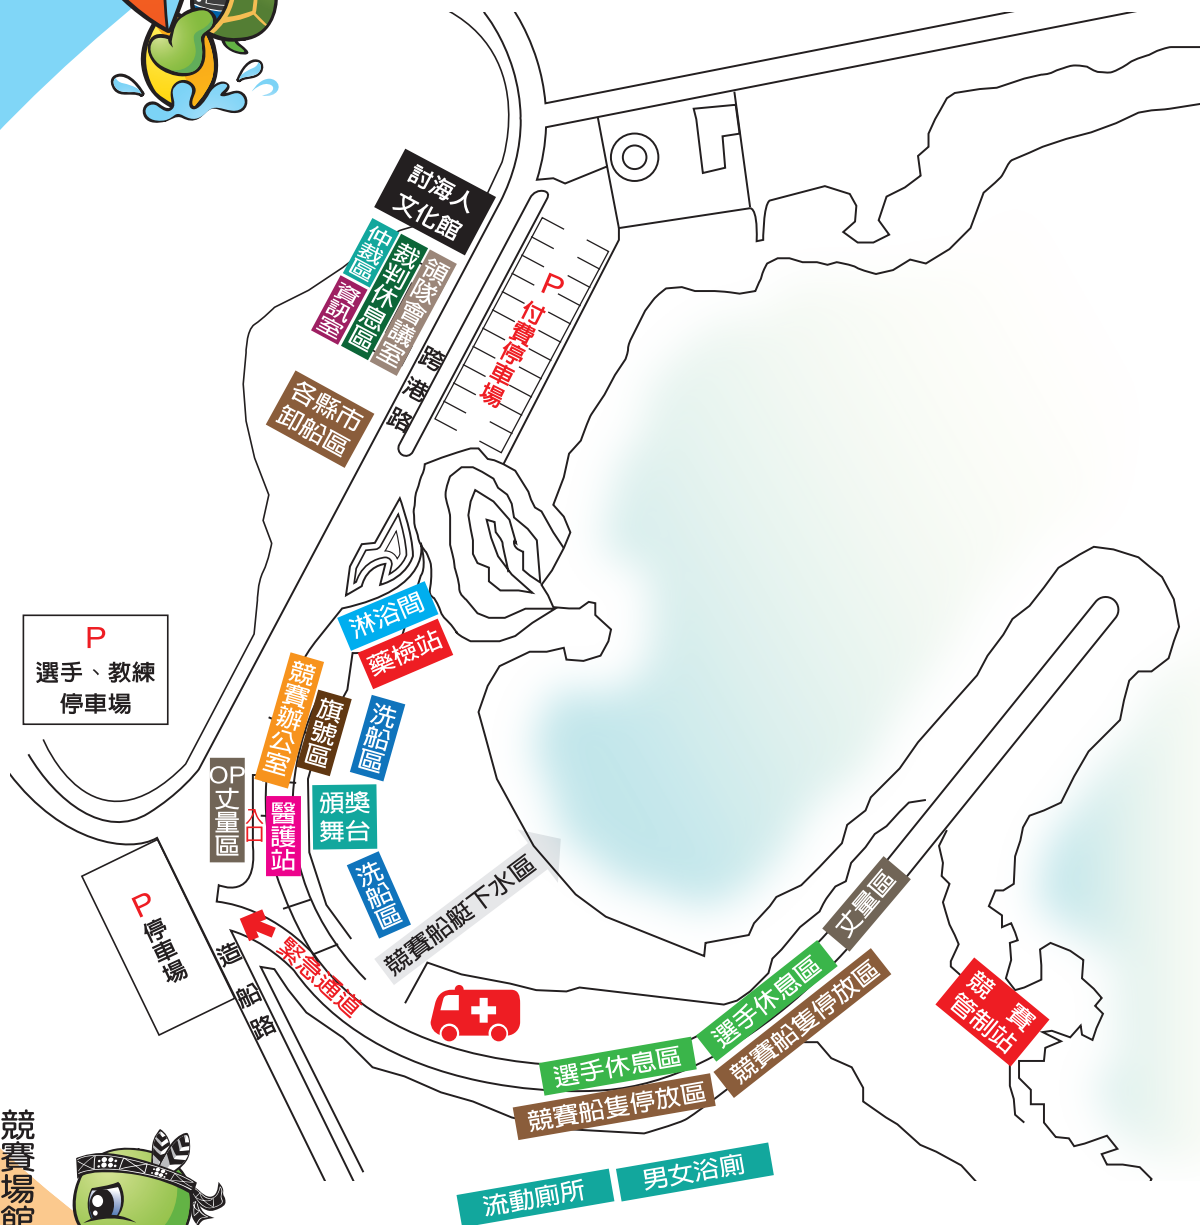 討海人
文化館
仲裁區
裁判休息區
領隊會議室
資訊室
跨港路
P
付費停車場
各縣市
卸船區
淋浴間
藥檢站
P
選手、教練
停車場
競賽辦公室
旗號區
洗船區
OP
丈量區
入口
醫護站
頒獎
舞台
洗船區
競賽船艇下水區
P
停車場
造船路
緊急通道
丈量區
選手休息區
競賽船隻停放區
選手休息區
競賽船隻停放區
競賽
管制站
男女浴廁
流動廁所
競賽場館